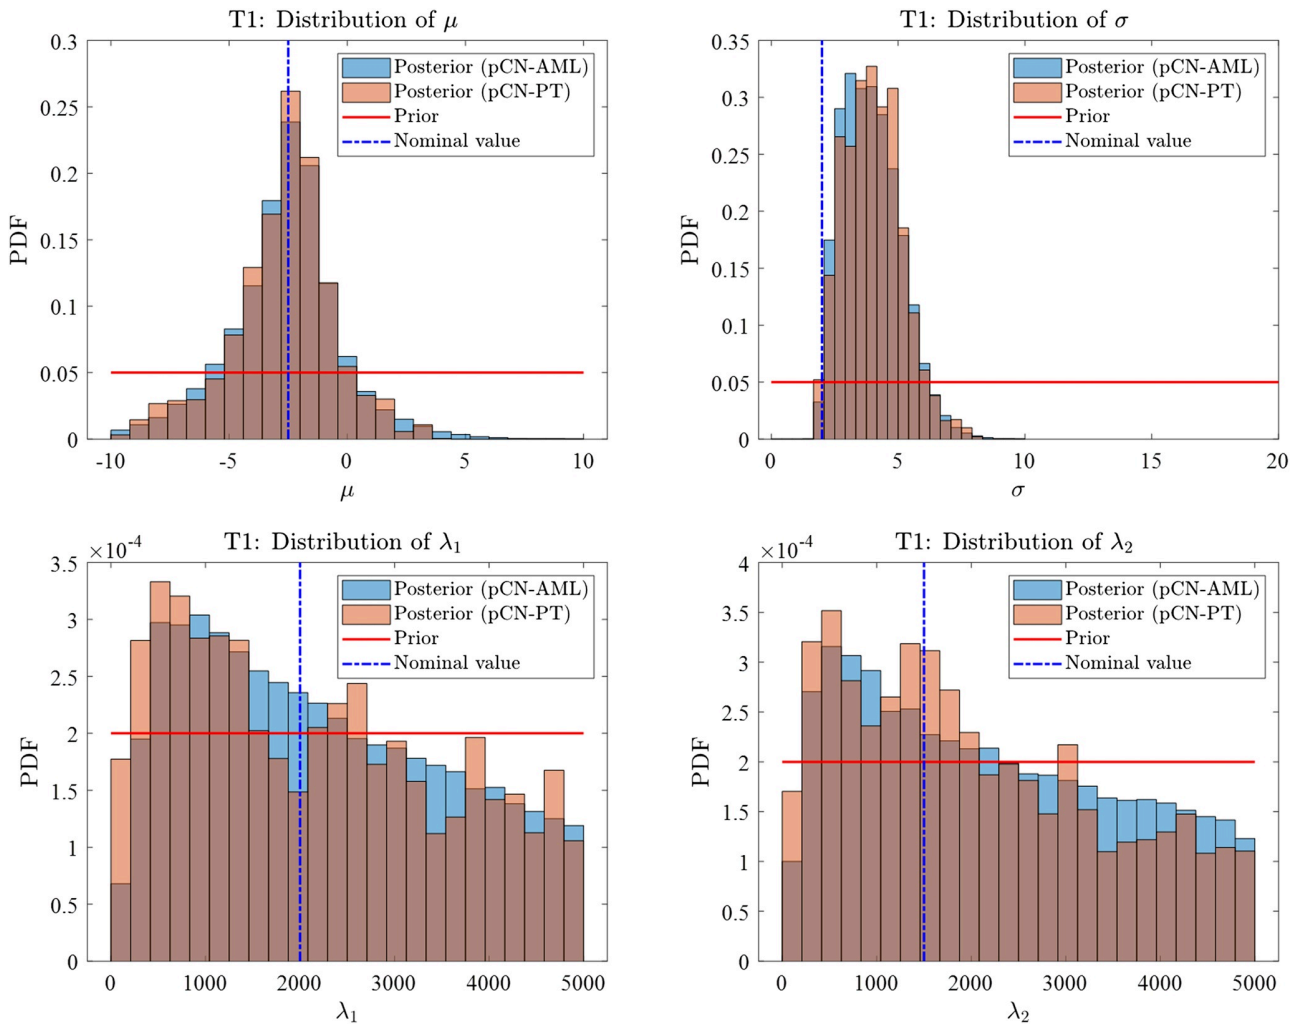 T1: Distribution of μ
0.3
0.25
0.2
0.15
0.1
0.05
0
PDF
-10 -5 0 5 10
μ
Posterior (pCN-AML)
Posterior (pCN-PT)
Prior
Nominal value
T1: Distribution of σ
0.35
0.3
0.25
0.2
0.15
0.1
0.05
0
PDF
0 5 10 15 20
σ
Posterior (pCN-AML)
Posterior (pCN-PT)
Prior
Nominal value
T1: Distribution of λ₁
×10⁻⁴
3.5
3
2.5
2
1.5
1
0.5
0
PDF
0 1000 2000 3000 4000 5000
λ₁
Posterior (pCN-AML)
Posterior (pCN-PT)
Prior
Nominal value
T1: Distribution of λ₂
×10⁻⁴
4
3.5
3
2.5
2
1.5
1
0.5
0
PDF
0 1000 2000 3000 4000 5000
λ₂
Posterior (pCN-AML)
Posterior (pCN-PT)
Prior
Nominal value